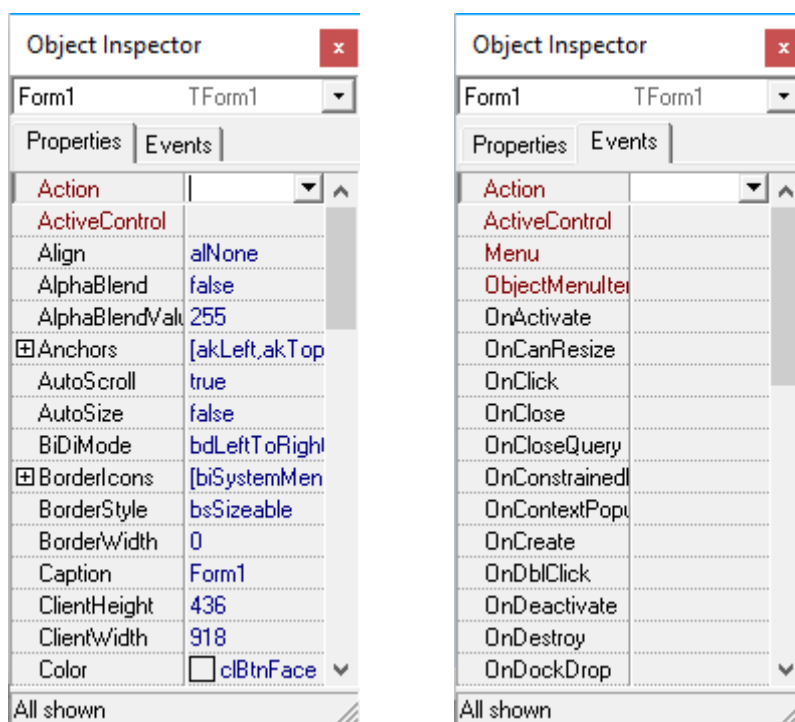 Object Inspector x
Form1 TForm1
Properties Events
Action
ActiveControl
Align alNone
AlphaBlend false
AlphaBlendValu 255
Anchors [akLeft,akTop
AutoScroll true
AutoSize false
BiDiMode bdLeftToRigh
BorderIcons [biSystemMen
BorderStyle bsSizeable
BorderWidth 0
Caption Form1
ClientHeight 436
ClientWidth 918
Color clBtnFace
All shown
Object Inspector x
Form1 TForm1
Properties Events
Action
ActiveControl
Menu
ObjectMenuIte
OnActivate
OnCanResize
OnClick
OnClose
OnCloseQuery
OnConstrained
OnContextPopu
OnCreate
OnDblClick
OnDeactivate
OnDestroy
OnDockDrop
All shown